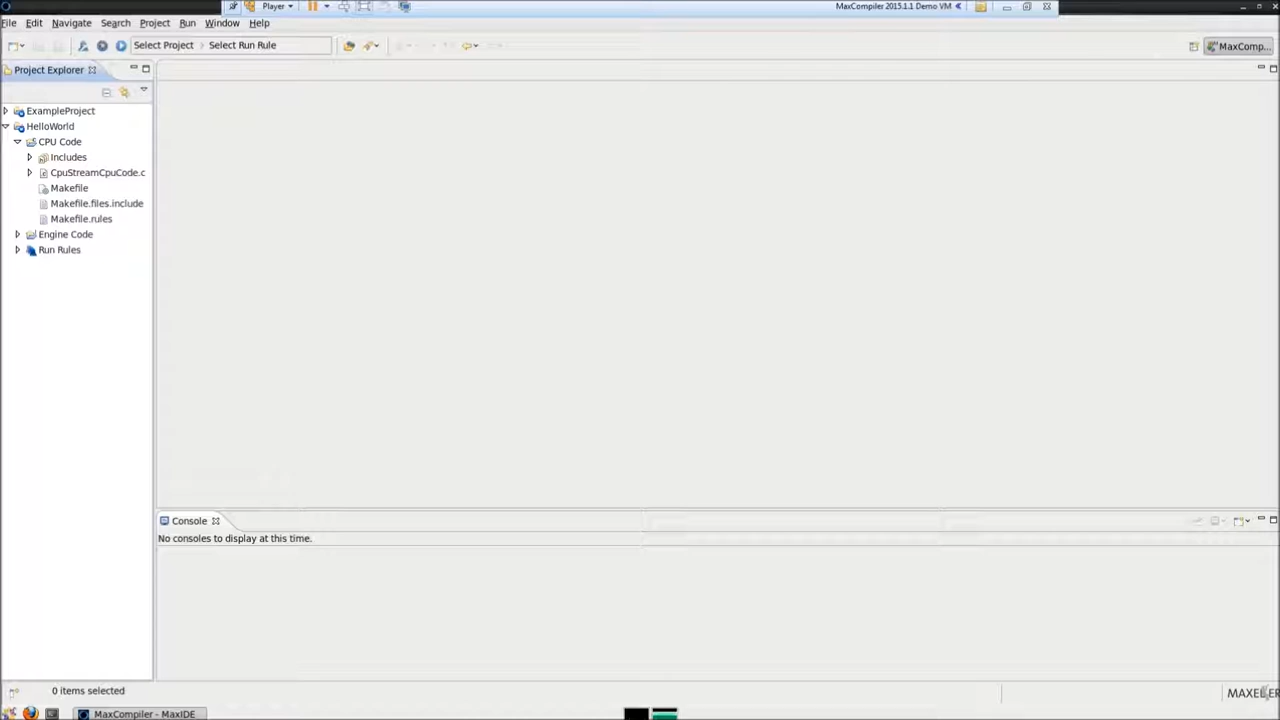 Player
MaxCompiler 2015.1.1 Demo VM
File Edit Navigate Search Project Run Window Help
Select Project Select Run Rule
MaxComp...
Project Explorer
ExampleProject
HelloWorld
CPU Code
Includes
CpuStreamCpuCode.c
Makefile
Makefile.files.include
Makefile.rules
Engine Code
Run Rules
Console
No consoles to display at this time.
0 items selected
MAXELER
MaxCompiler - MaxIDE